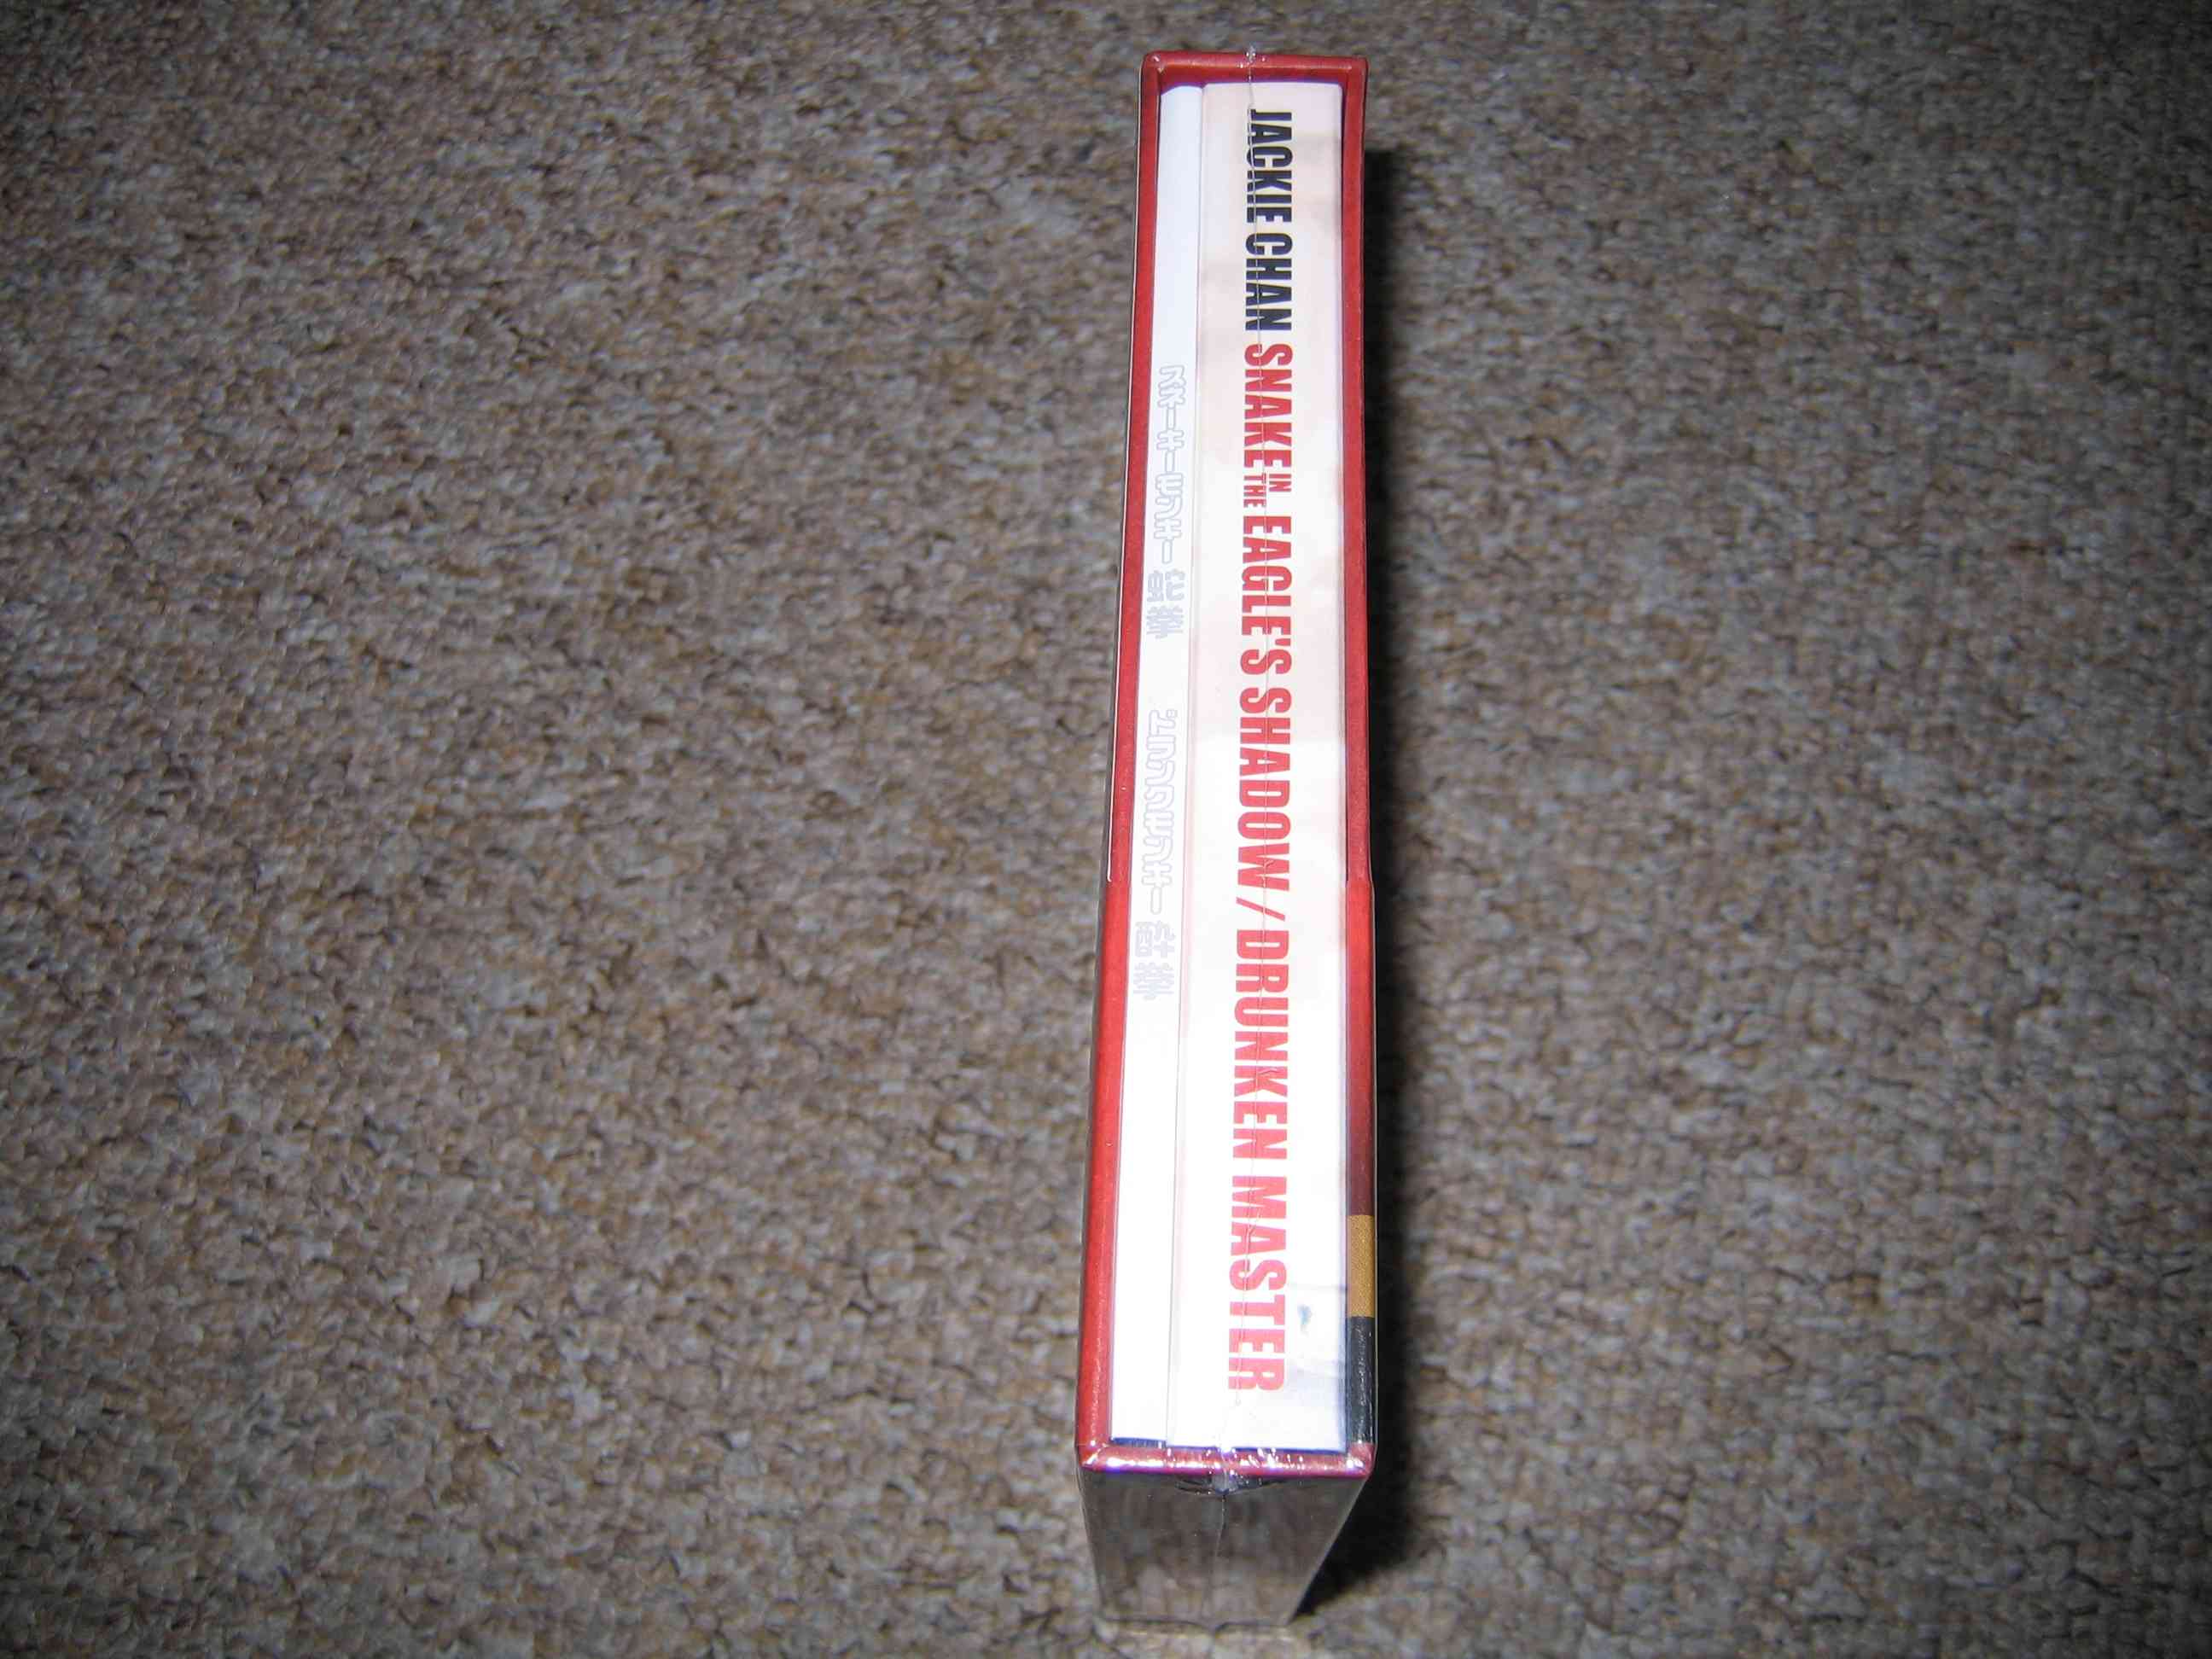 JACKIE CHAN SNAKE IN THE EAGLE'S SHADOW / DRUNKEN MASTER
スネーキーモンキー 蛇拳 ドランクモンキー 酔拳